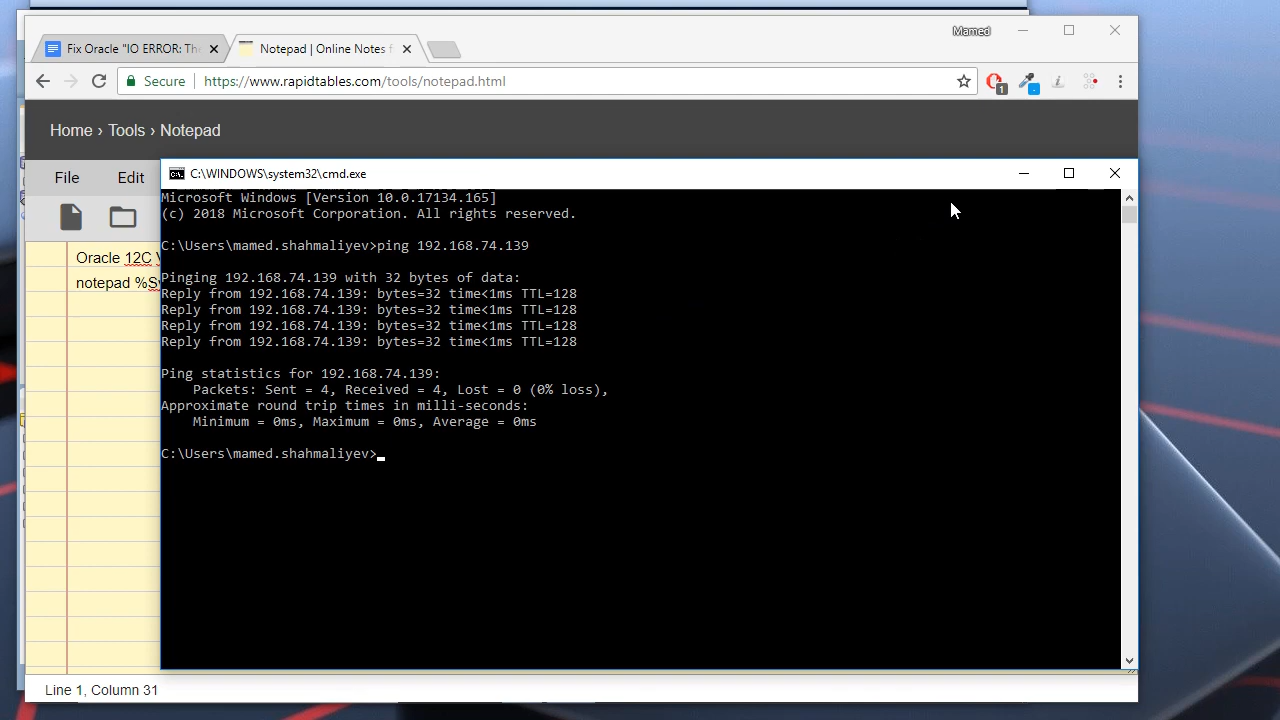 Mamed
Fix Oracle "IO ERROR: Th
Notepad | Online Notes
Secure
https://www.rapidtables.com/tools/notepad.html
1
Home › Tools › Notepad
C:\WINDOWS\system32\cmd.exe
File Edit
Microsoft Windows [Version 10.0.17134.165]
(c) 2018 Microsoft Corporation. All rights reserved.
C:\Users\mamed.shahmaliyev>ping 192.168.74.139
Oracle 12C
notepad %Sy
Pinging 192.168.74.139 with 32 bytes of data:
Reply from 192.168.74.139: bytes=32 time<1ms TTL=128
Reply from 192.168.74.139: bytes=32 time<1ms TTL=128
Reply from 192.168.74.139: bytes=32 time<1ms TTL=128
Reply from 192.168.74.139: bytes=32 time<1ms TTL=128
Ping statistics for 192.168.74.139:
Packets: Sent = 4, Received = 4, Lost = 0 (0% loss),
Approximate round trip times in milli-seconds:
Minimum = 0ms, Maximum = 0ms, Average = 0ms
C:\Users\mamed.shahmaliyev>
Line 1, Column 31